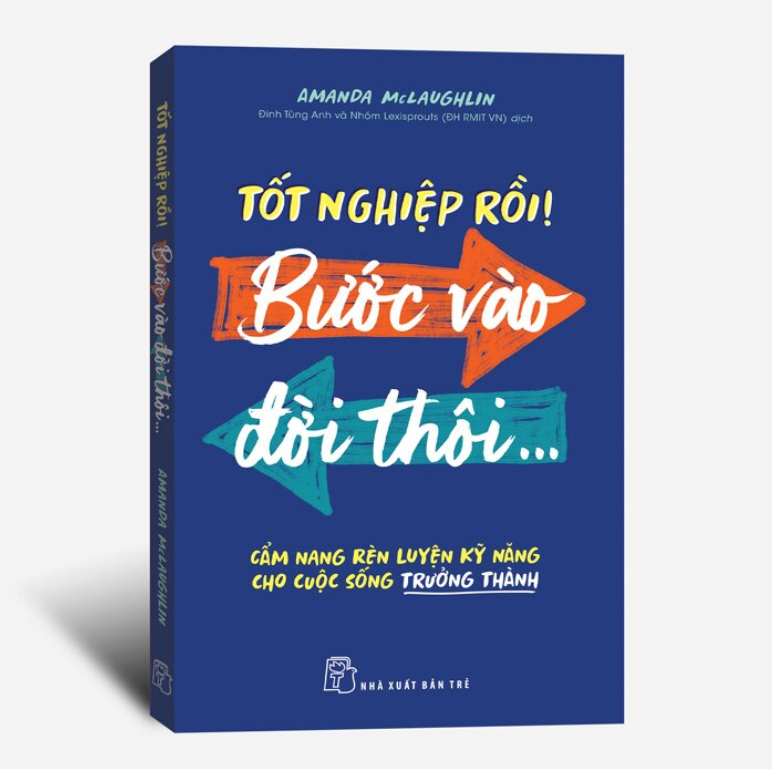 AMANDA McLAUGHLIN
Đinh Tùng Anh và Nhóm Lexisprouts (ĐH RMIT VN) dịch
TỐT NGHIỆP RỒI!
Bước vào
đời thôi...
CẨM NANG RÈN LUYỆN KỸ NĂNG
CHO CUỘC SỐNG TRƯỞNG THÀNH
NHÀ XUẤT BẢN TRẺ
TỐT NGHIỆP RỒI!
Bước vào đời thôi...
AMANDA McLAUGHLIN